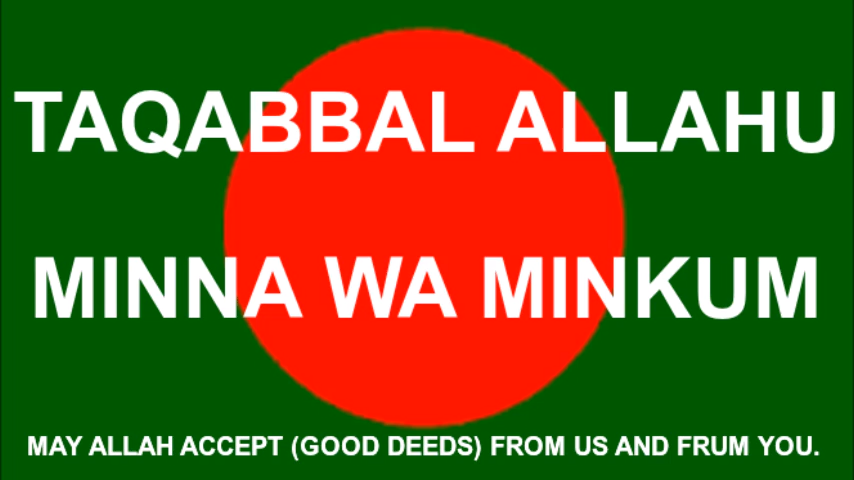 TAQABBAL ALLAHU
MINNA WA MINKUM
MAY ALLAH ACCEPT (GOOD DEEDS) FROM US AND FRUM YOU.